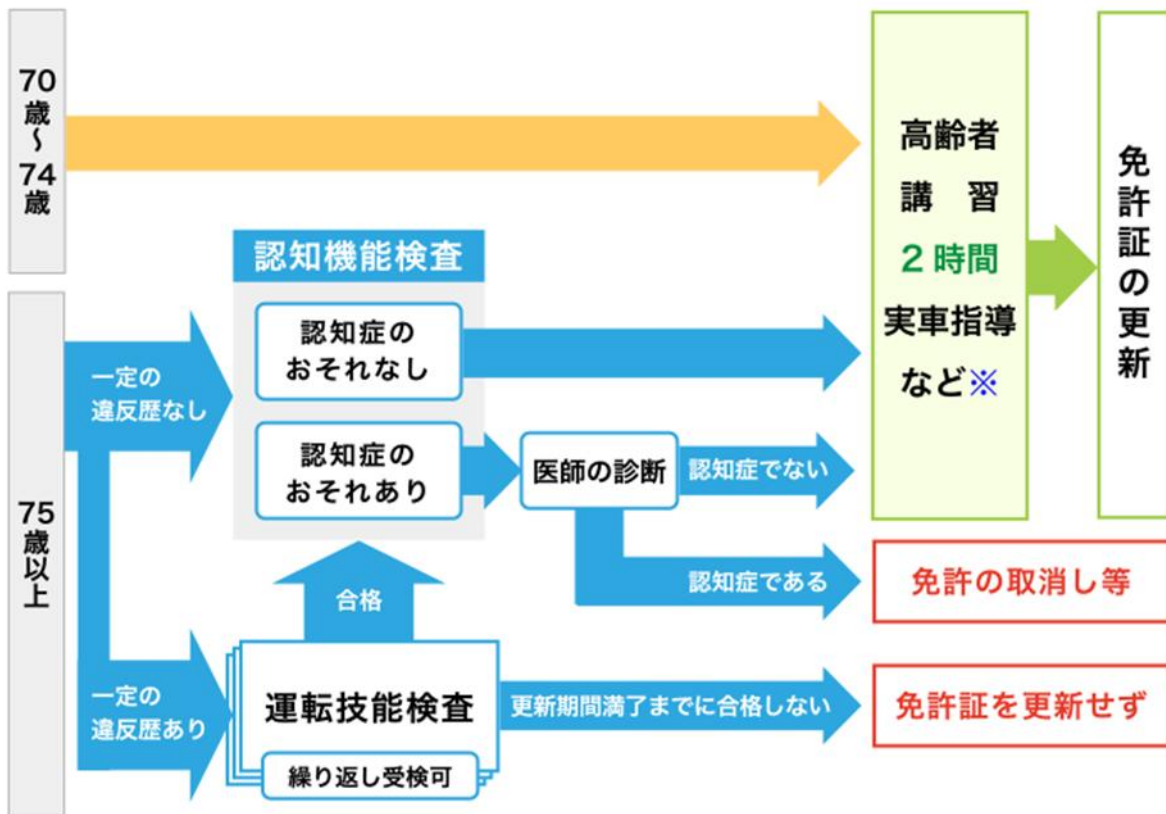 70歳〜74歳
高齢者
講　習
2時間
実車指導
など※
免許証の更新
75歳以上
一定の
違反歴なし
認知機能検査
認知症の
おそれなし
認知症の
おそれあり
医師の診断
認知症でない
認知症である
免許の取消し等
合格
一定の
違反歴あり
運転技能検査
繰り返し受検可
更新期間満了までに合格しない
免許証を更新せず